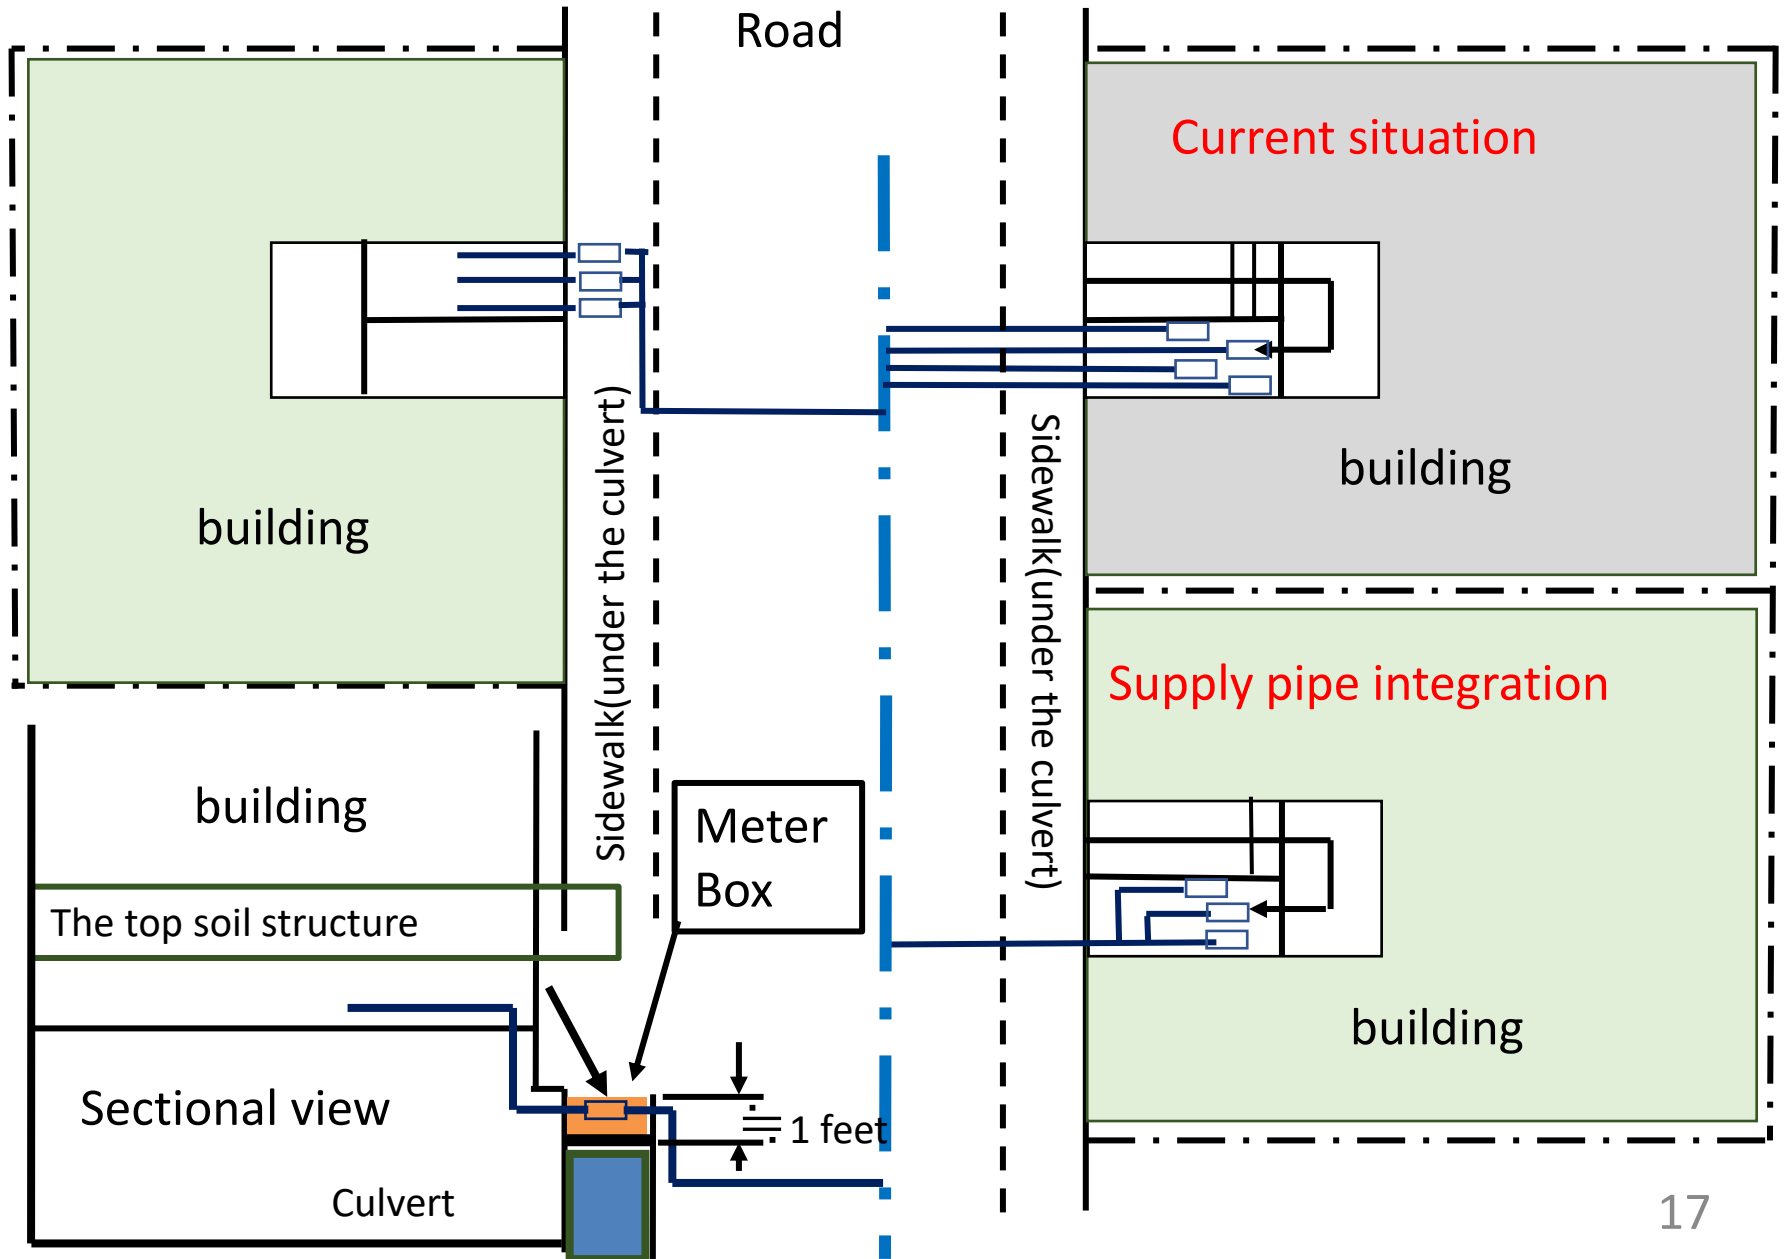 Road
Current situation
building
building
Sidewalk(under the culvert)
Sidewalk(under the culvert)
Supply pipe integration
building
Meter
Box
The top soil structure
building
Sectional view
≒ 1 feet
Culvert
17